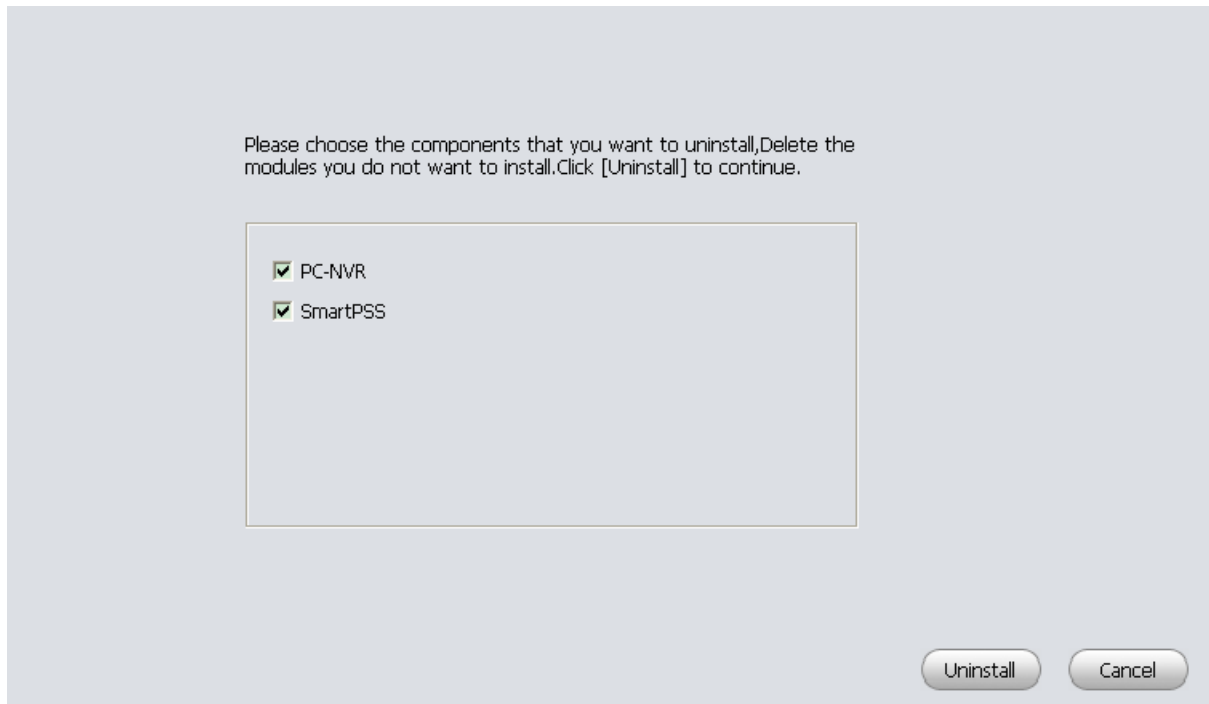 Please choose the components that you want to uninstall,Delete the
modules you do not want to install.Click [Uninstall] to continue.
PC-NVR
SmartPSS
Uninstall
Cancel